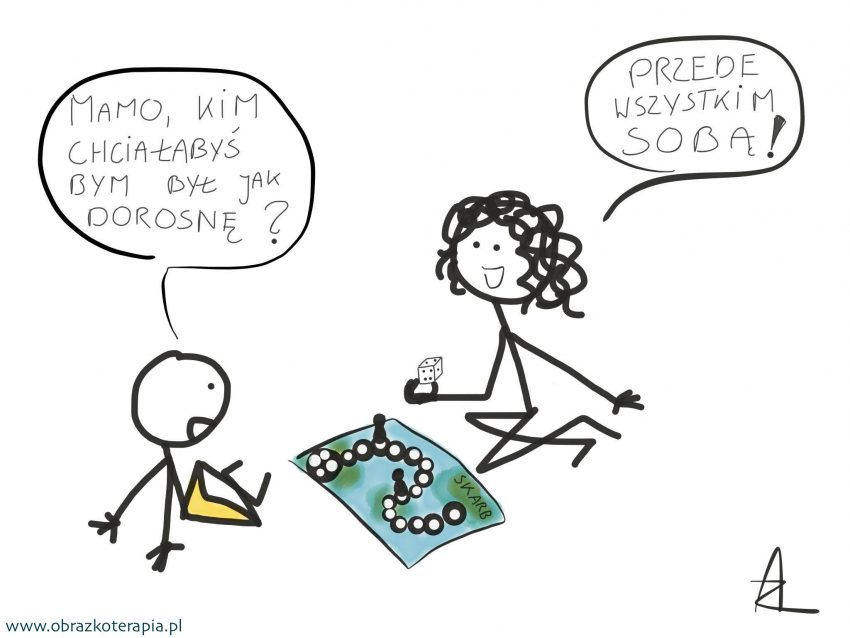 MAMO, KIM
CHCIAŁABYŚ
BYM BYŁ JAK
DOROSNĘ?
PRZEDE
WSZYSTKIM
SOBĄ!
SKARB
www.obrazkoterapia.pl